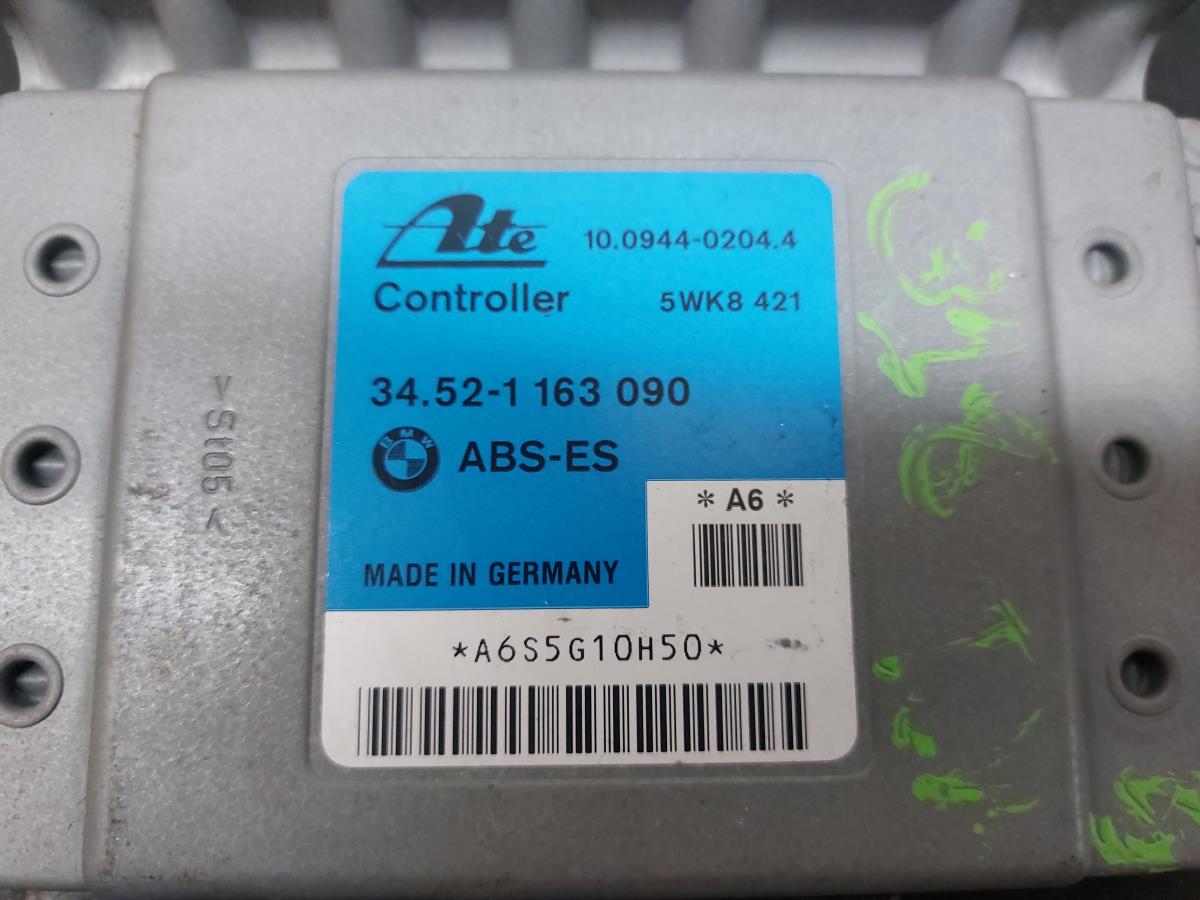 Ate 10.0944-0204.4
Controller 5WK8 421
34.52-1 163 090
BMW ABS-ES
* A6 *
MADE IN GERMANY
*A6S5G10H50*
>St05<